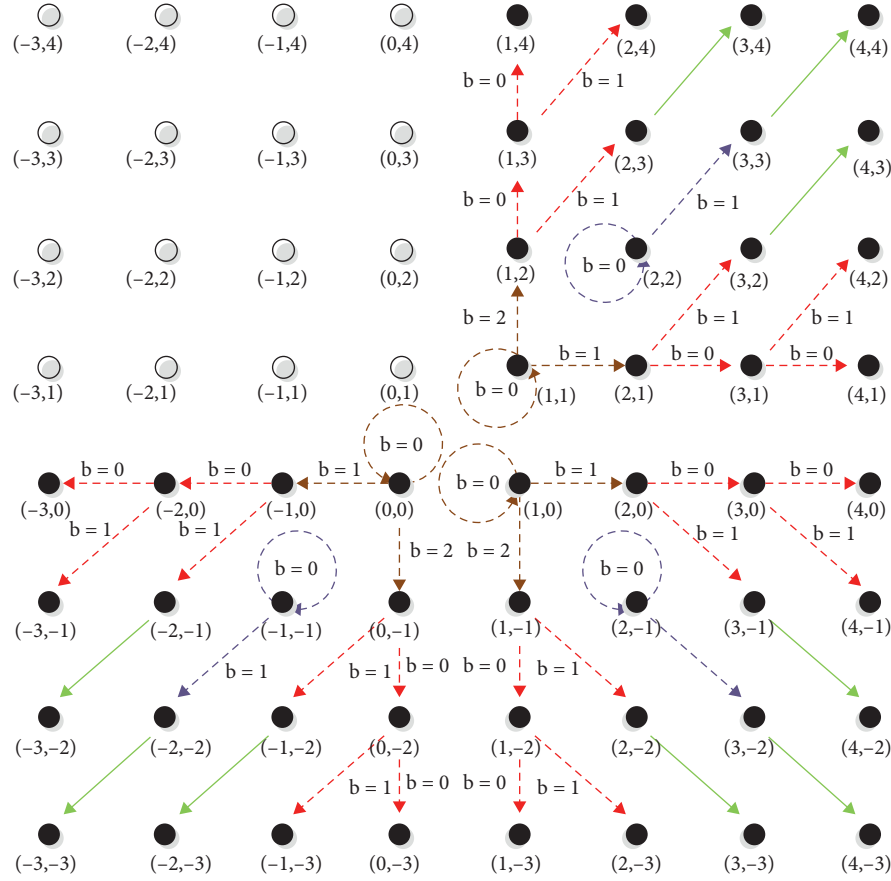 (−3,4) (−2,4) (−1,4) (0,4) (1,4) (2,4) (3,4) (4,4)
b = 0 b = 1
(−3,3) (−2,3) (−1,3) (0,3) (1,3) (2,3) (3,3) (4,3)
b = 0 b = 1 b = 1
(−3,2) (−2,2) (−1,2) (0,2) (1,2) b = 0 (2,2) (3,2) (4,2)
b = 2 b = 1 b = 1
b = 1 b = 0 b = 0
(−3,1) (−2,1) (−1,1) (0,1) b = 0 (1,1) (2,1) (3,1) (4,1)
b = 0
b = 0 b = 0 b = 1 b = 0 b = 1 b = 0 b = 0
(−3,0) (−2,0) (−1,0) (0,0) (1,0) (2,0) (3,0) (4,0)
b = 1 b = 1 b = 2 b = 2 b = 1 b = 1
b = 0 b = 0
(−3,−1) (−2,−1) (−1,−1) (0,−1) (1,−1) (2,−1) (3,−1) (4,−1)
b = 1 b = 1 b = 0 b = 0 b = 1
(−3,−2) (−2,−2) (−1,−2) (0,−2) (1,−2) (2,−2) (3,−2) (4,−2)
b = 1 b = 0 b = 0 b = 1
(−3,−3) (−2,−3) (−1,−3) (0,−3) (1,−3) (2,−3) (3,−3) (4,−3)